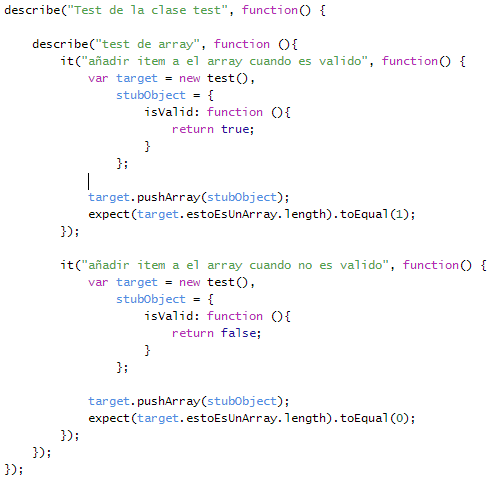 describe("Test de la clase test", function() {
describe("test de array", function (){
it("añadir item a el array cuando es valido", function() {
var target = new test(),
stubObject = {
isValid: function (){
return true;
}
};
target.pushArray(stubObject);
expect(target.estoEsUnArray.length).toEqual(1);
});
it("añadir item a el array cuando no es valido", function() {
var target = new test(),
stubObject = {
isValid: function (){
return false;
}
};
target.pushArray(stubObject);
expect(target.estoEsUnArray.length).toEqual(0);
});
});
});